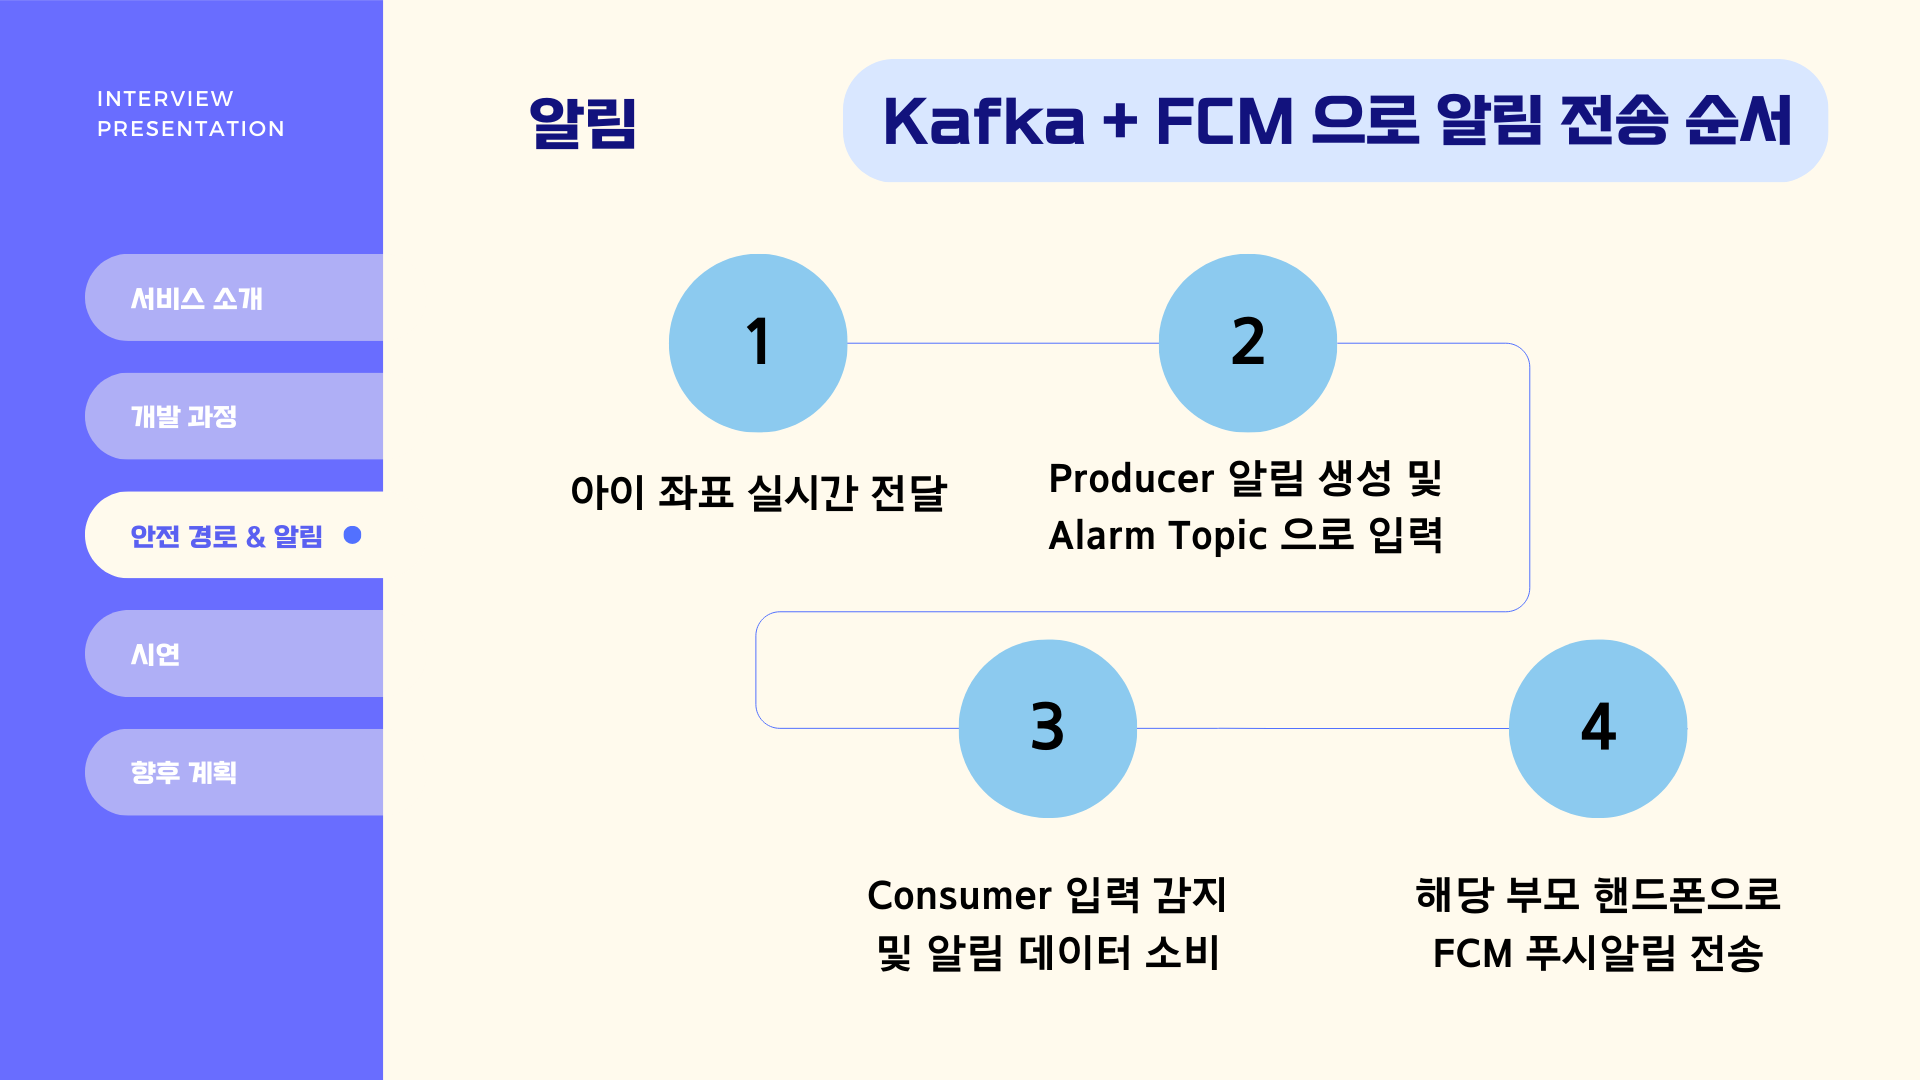 INTERVIEW
PRESENTATION
서비스 소개
개발 과정
안전 경로 & 알림
시연
향후 계획
알림
Kafka + FCM 으로 알림 전송 순서
1
아이 좌표 실시간 전달
2
Producer 알림 생성 및
Alarm Topic 으로 입력
3
Consumer 입력 감지
및 알림 데이터 소비
4
해당 부모 핸드폰으로
FCM 푸시알림 전송